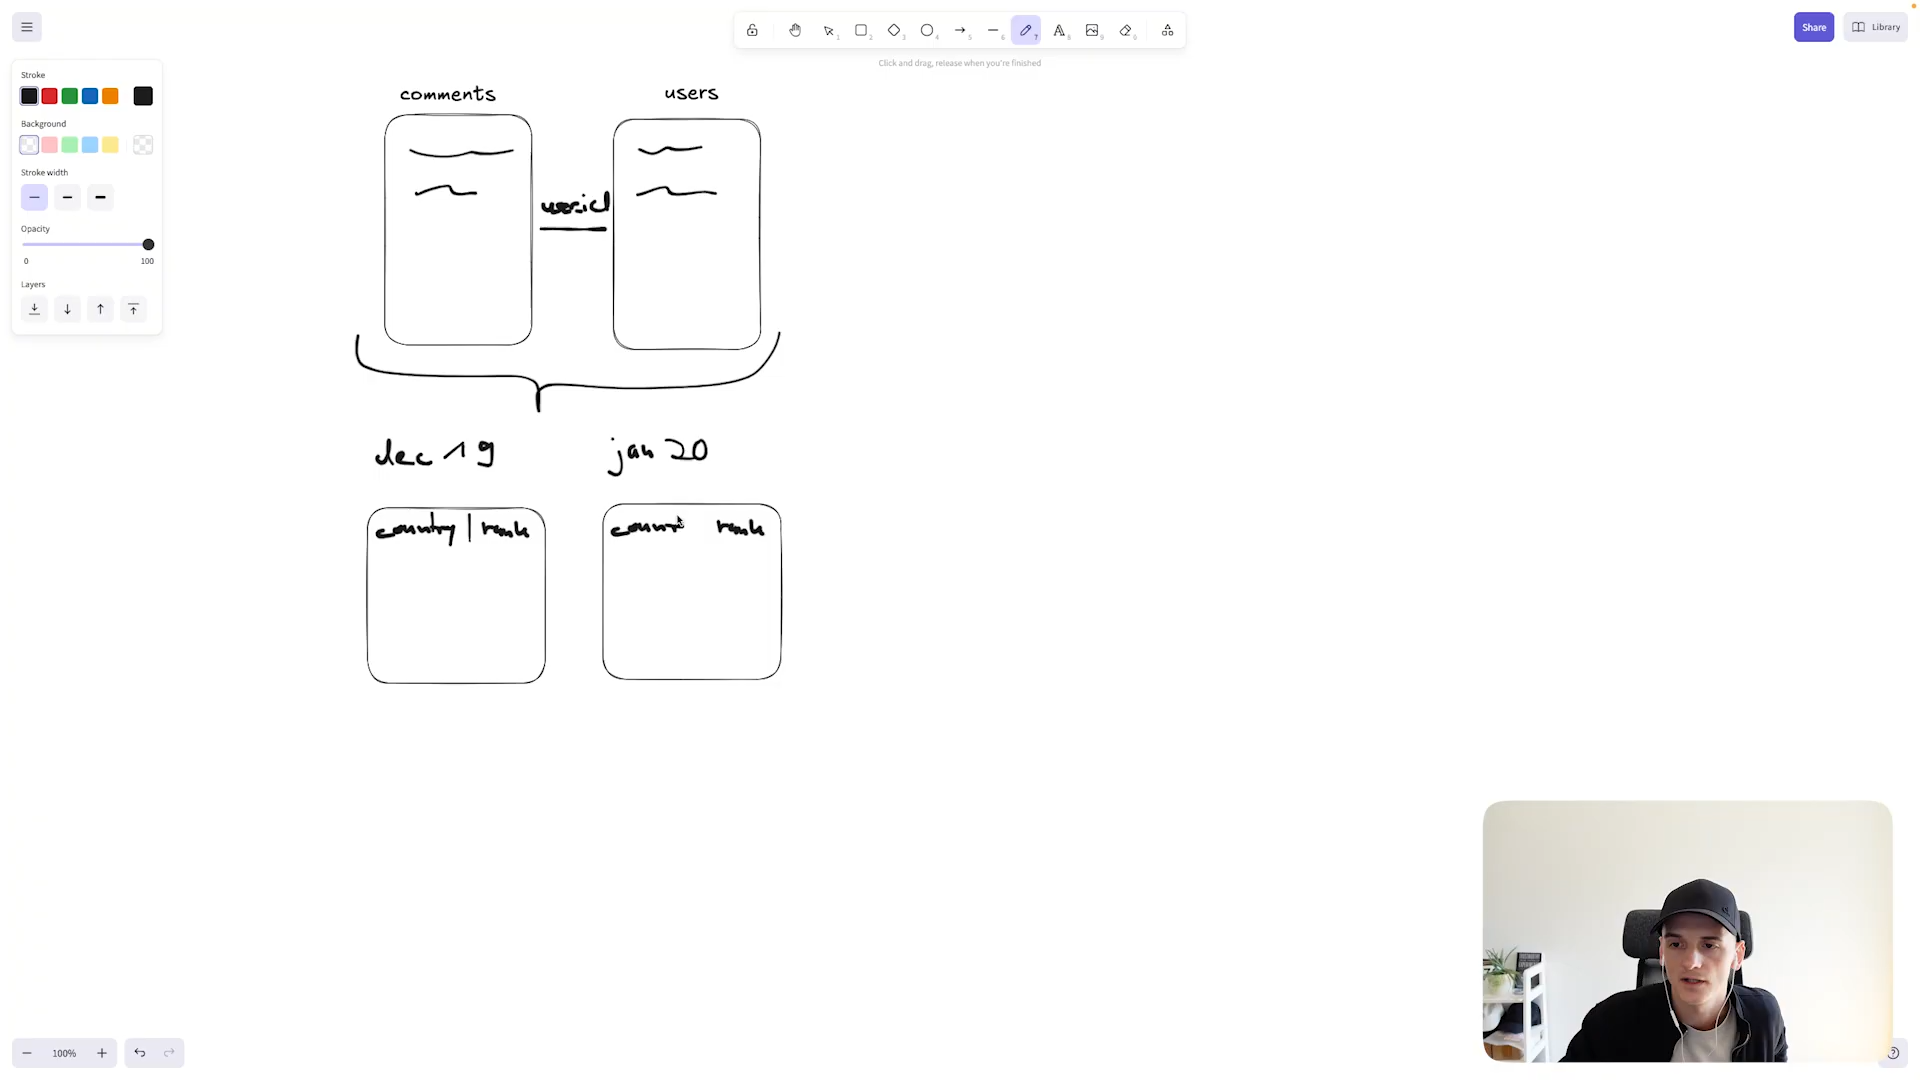 Share
Library
Click and drag, release when you're finished
Stroke
Background
Stroke width
Opacity
0 100
Layers
comments users
userid
dec 19 jan 20
country | rank
count rank
100%